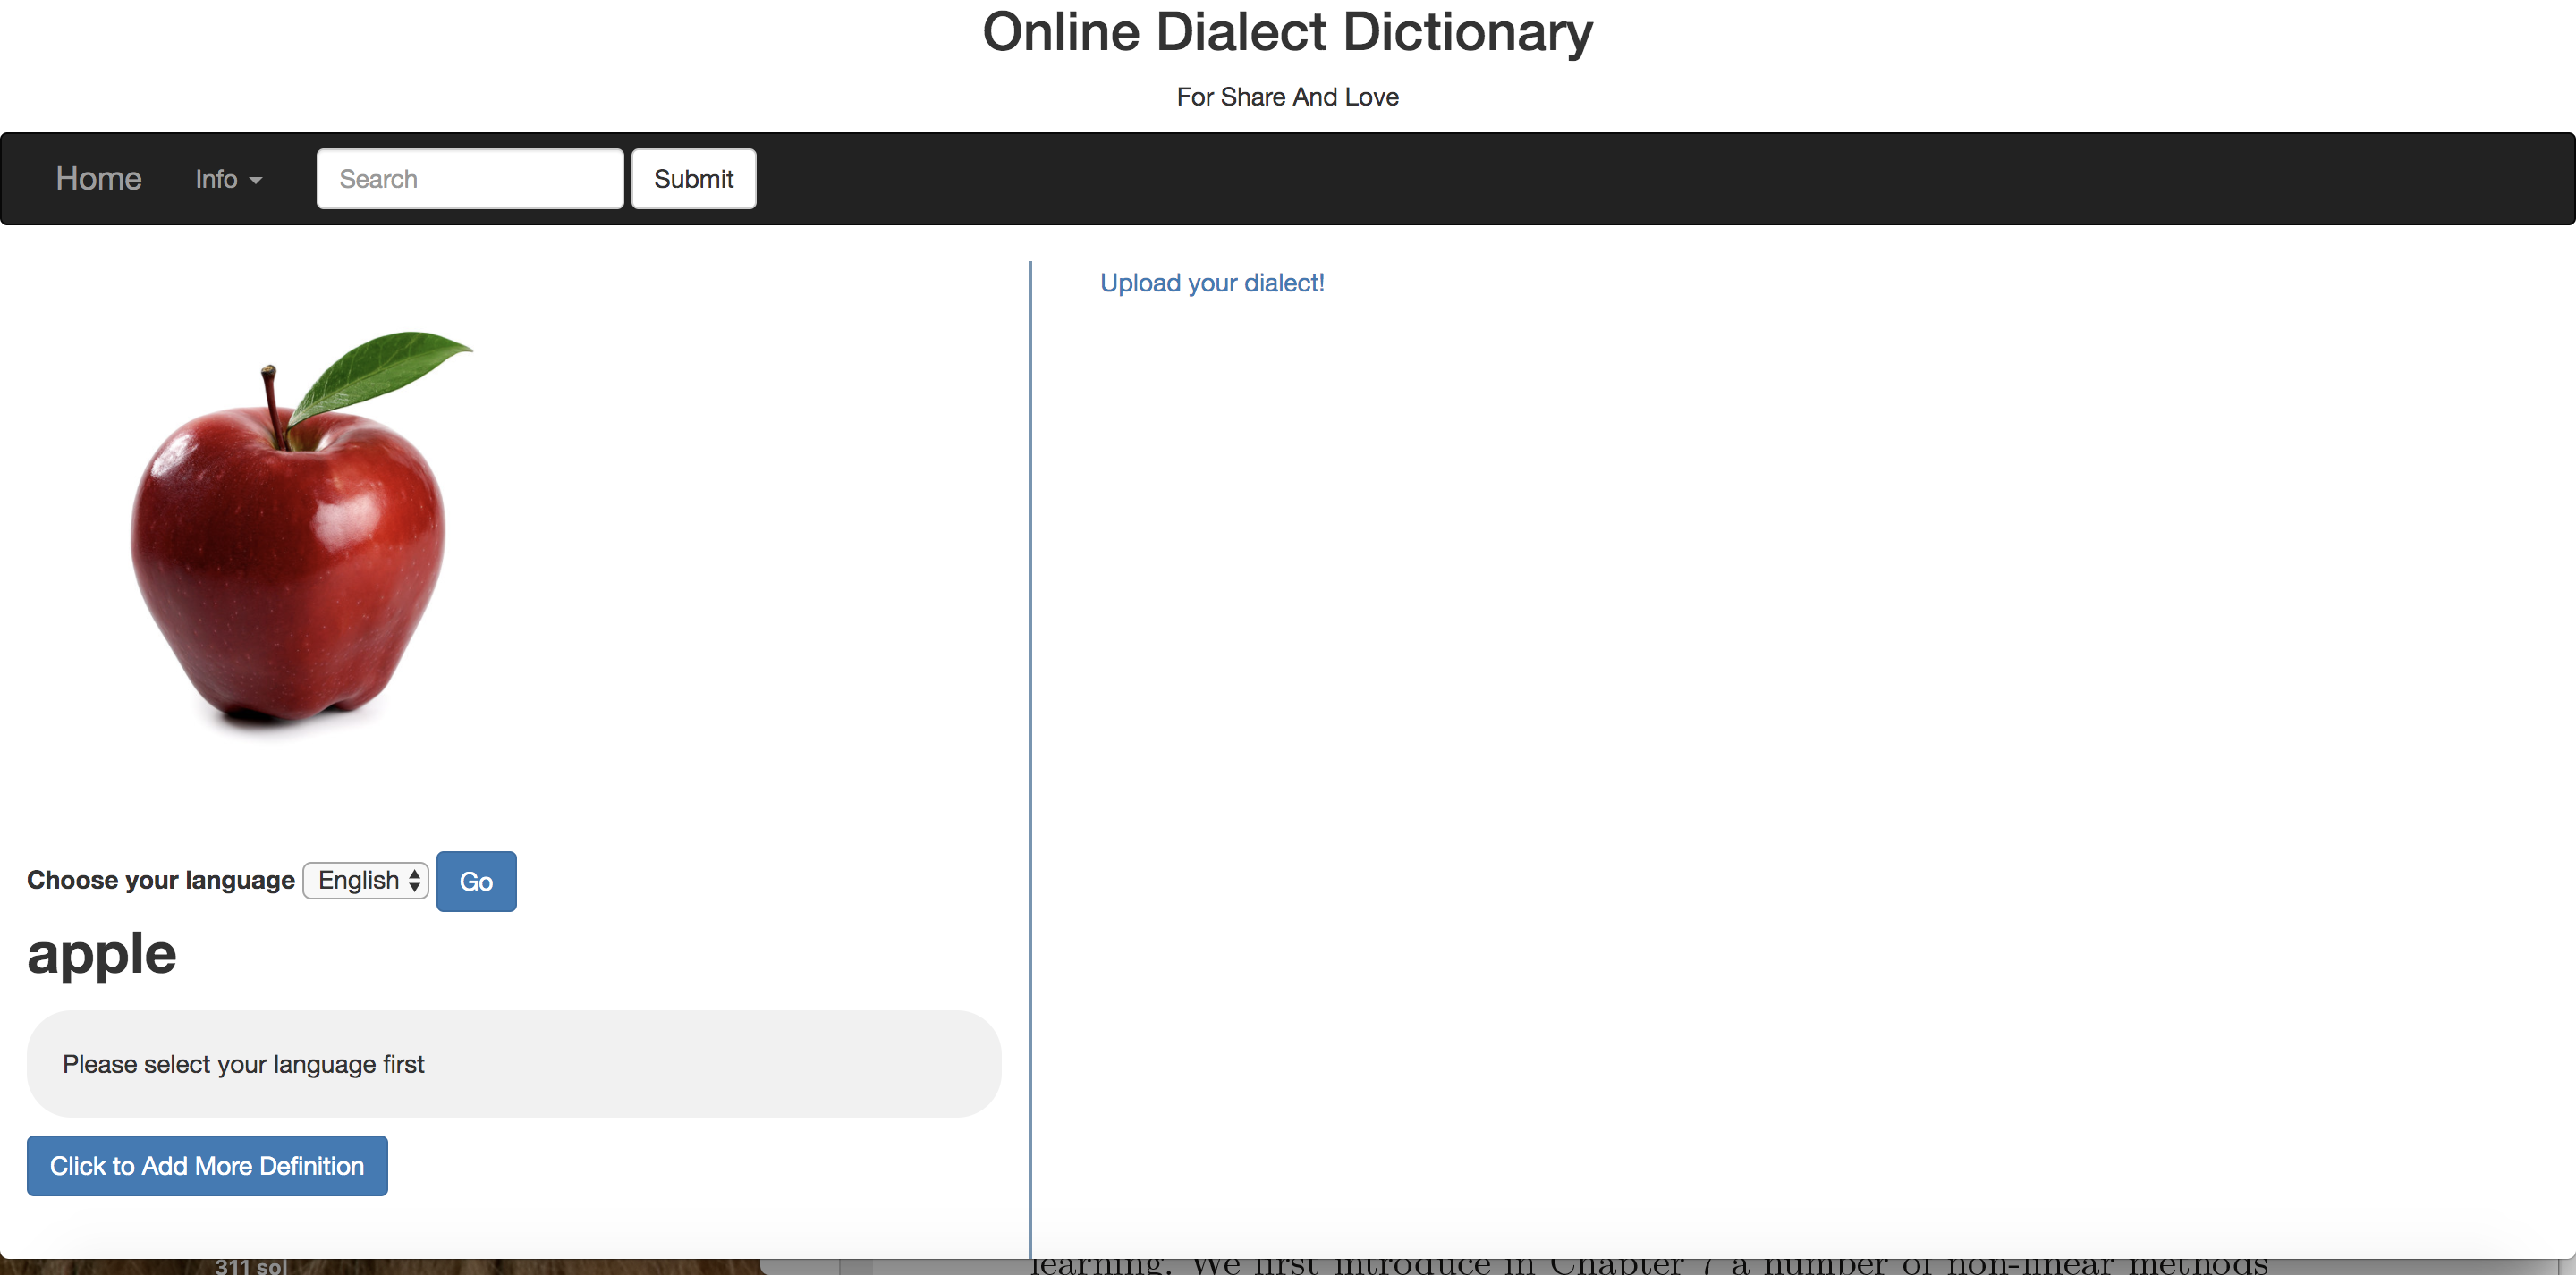 Online Dialect Dictionary
For Share And Love
Home Info Search Submit
Upload your dialect!
Choose your language English Go
apple
Please select your language first
Click to Add More Definition
311 sol
learning. We first introduce in Chapter 7 a number of non-linear methods